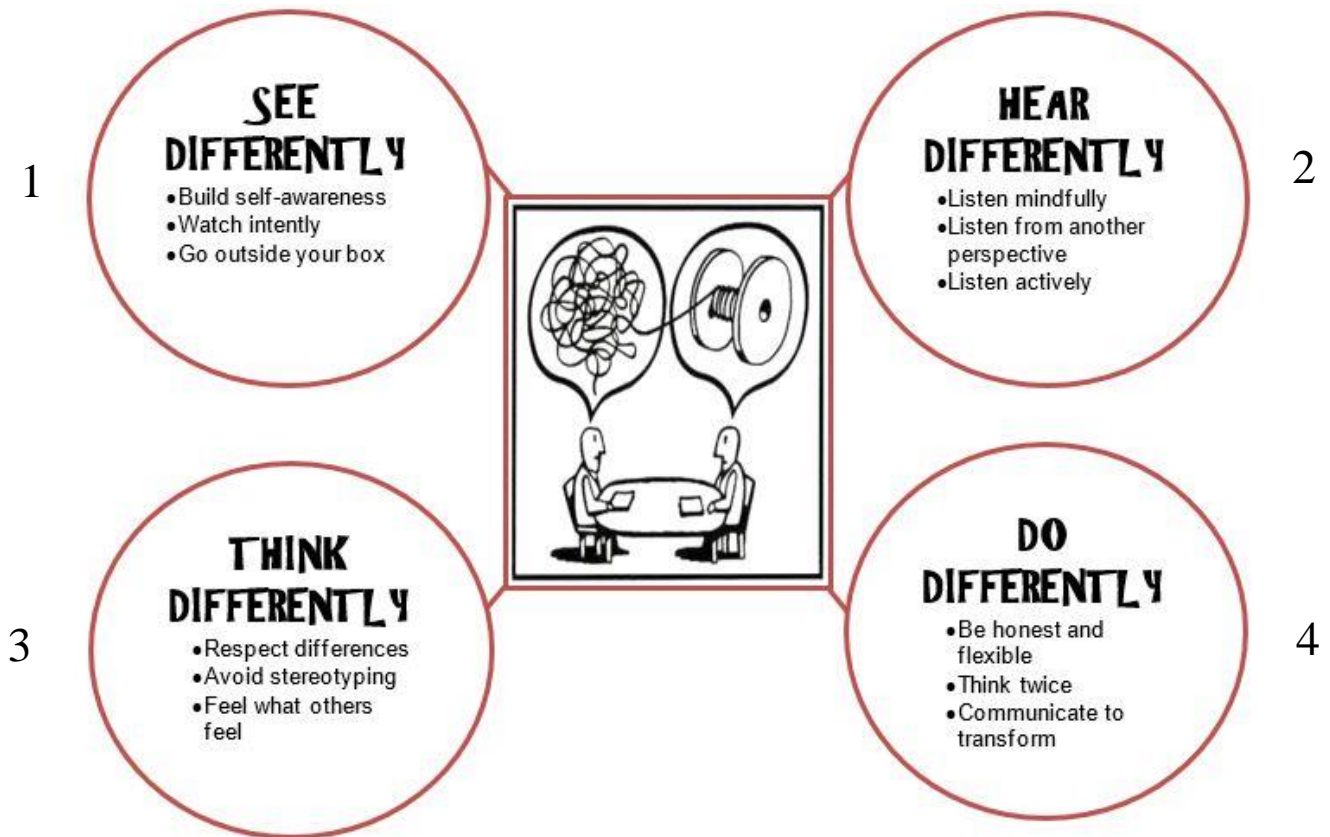 1
SEE
DIFFERENTLY
•Build self-awareness
•Watch intently
•Go outside your box
2
HEAR
DIFFERENTLY
•Listen mindfully
•Listen from another
perspective
•Listen actively
3
THINK
DIFFERENTLY
•Respect differences
•Avoid stereotyping
•Feel what others
feel
4
DO
DIFFERENTLY
•Be honest and
flexible
•Think twice
•Communicate to
transform